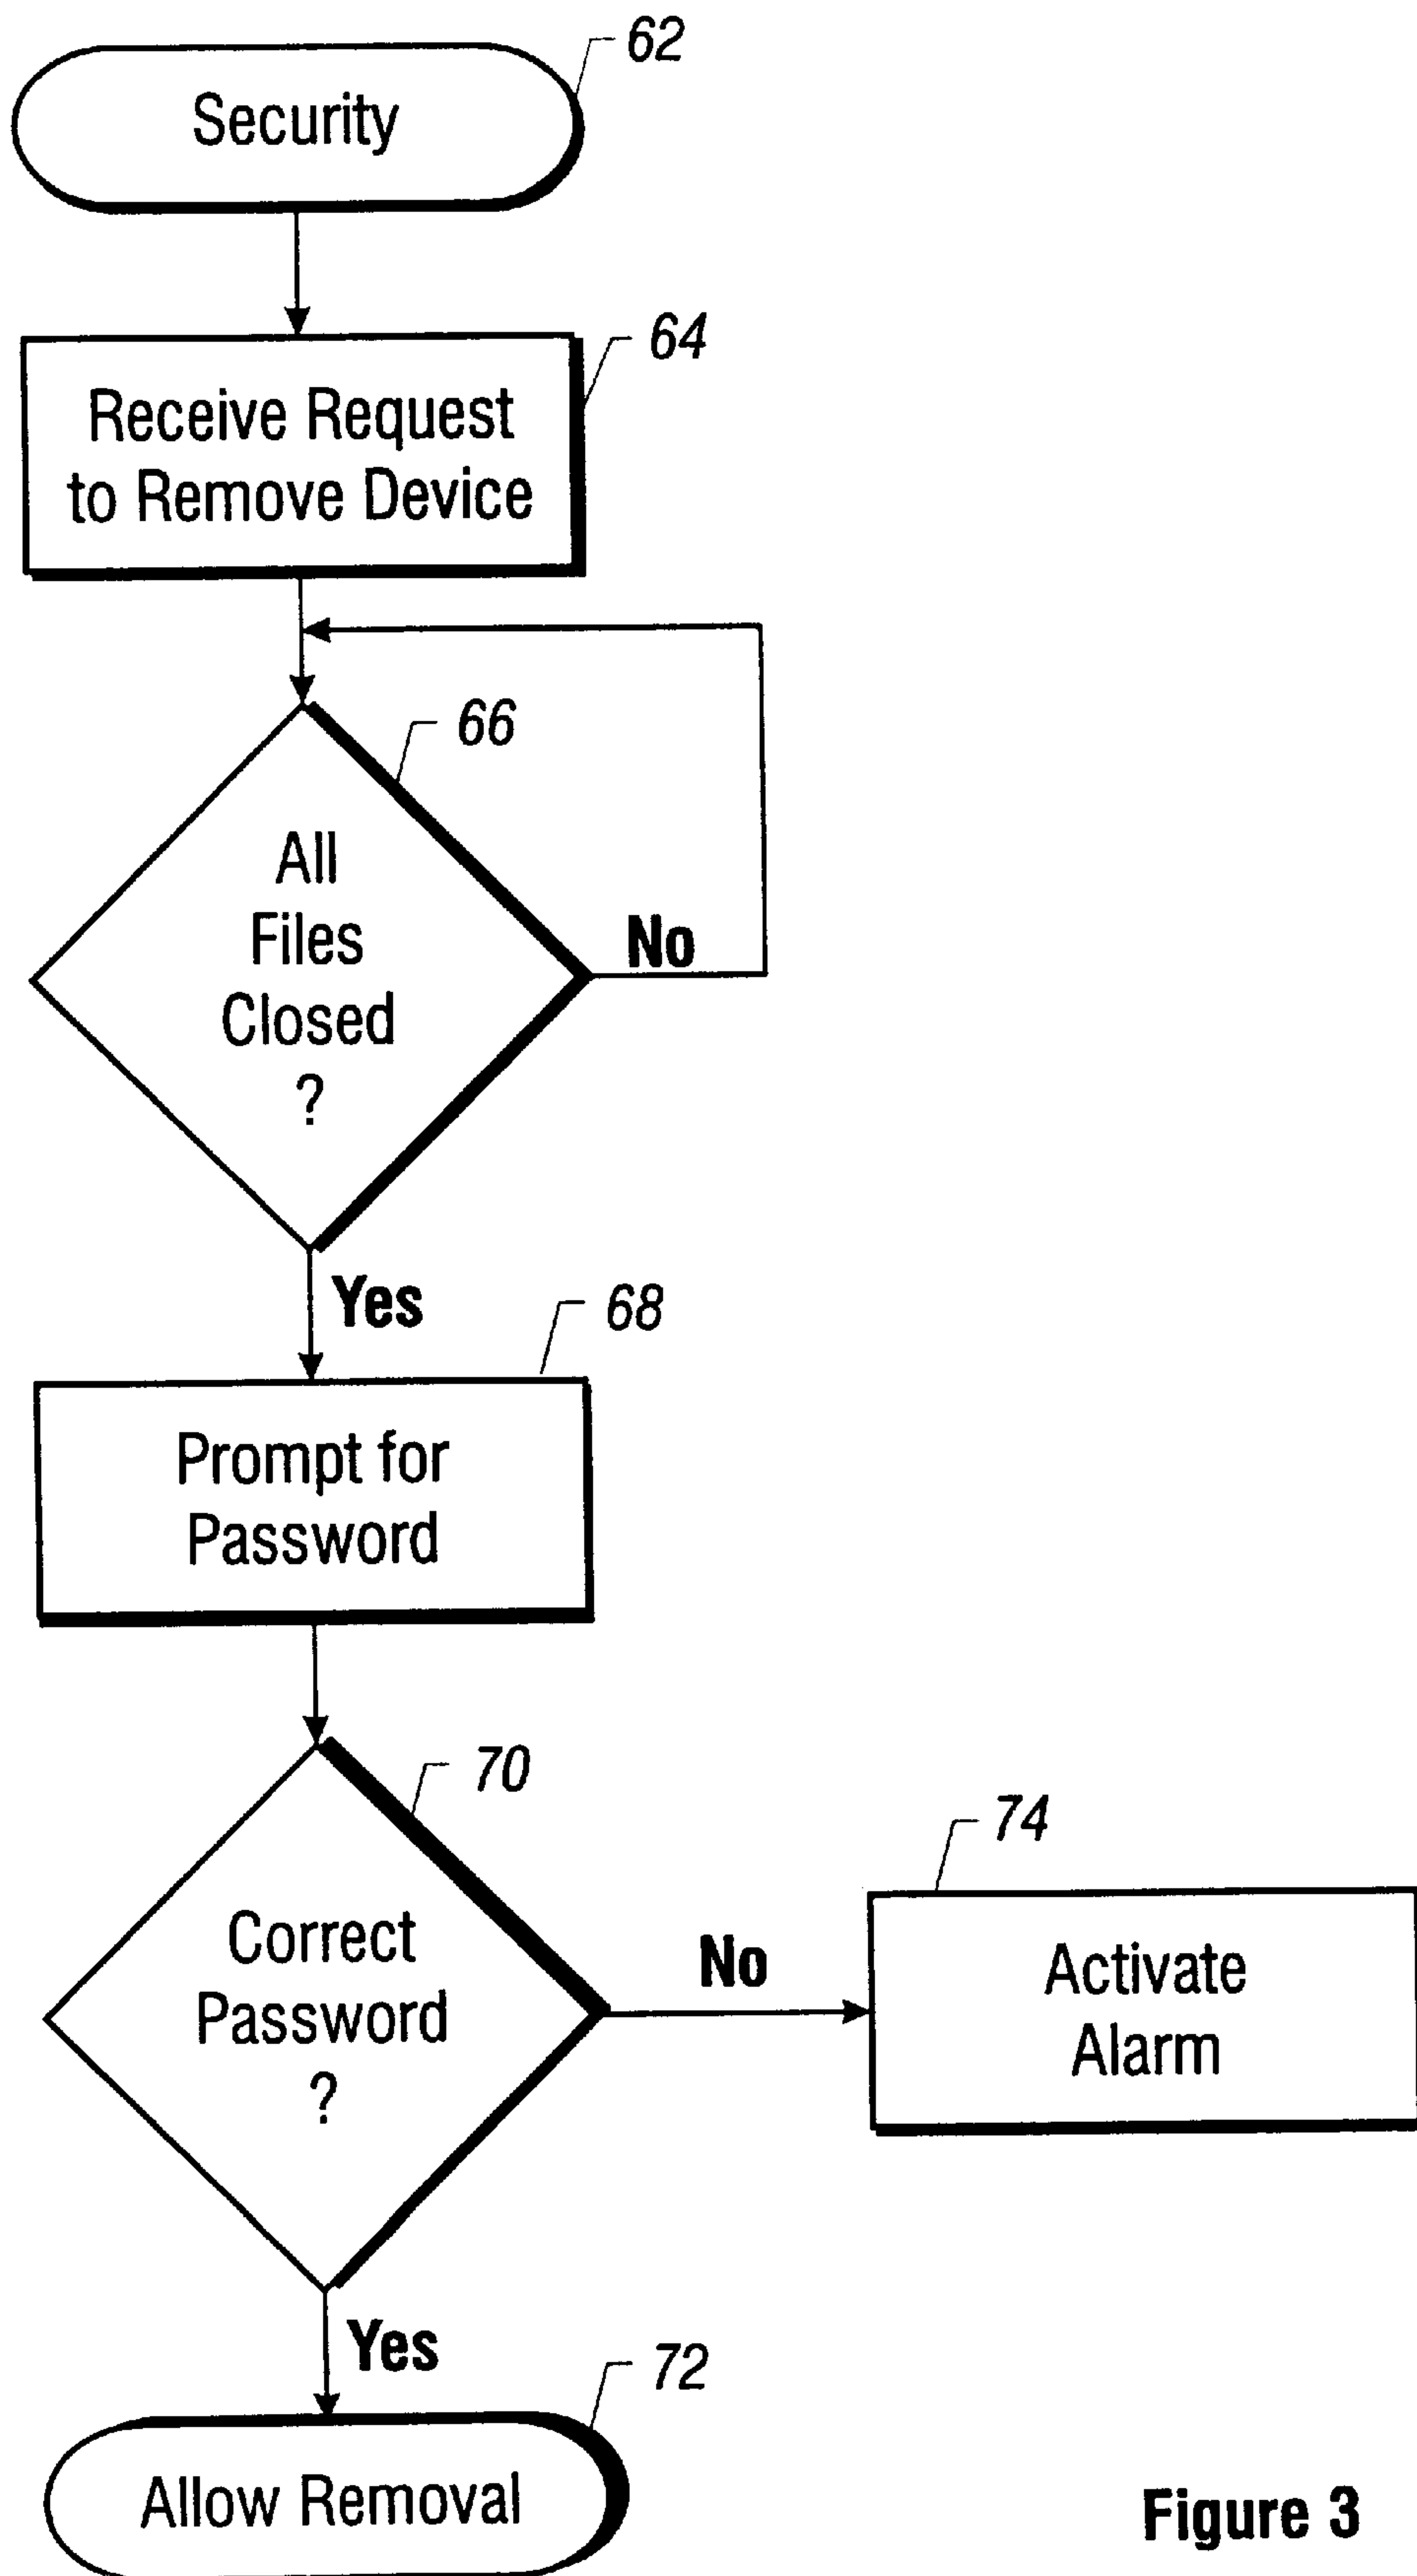 62
Security
64
Receive Request
to Remove Device
66
All
Files
Closed
?
No
Yes
68
Prompt for
Password
70
Correct
Password
?
No
74
Activate
Alarm
Yes
72
Allow Removal
Figure 3